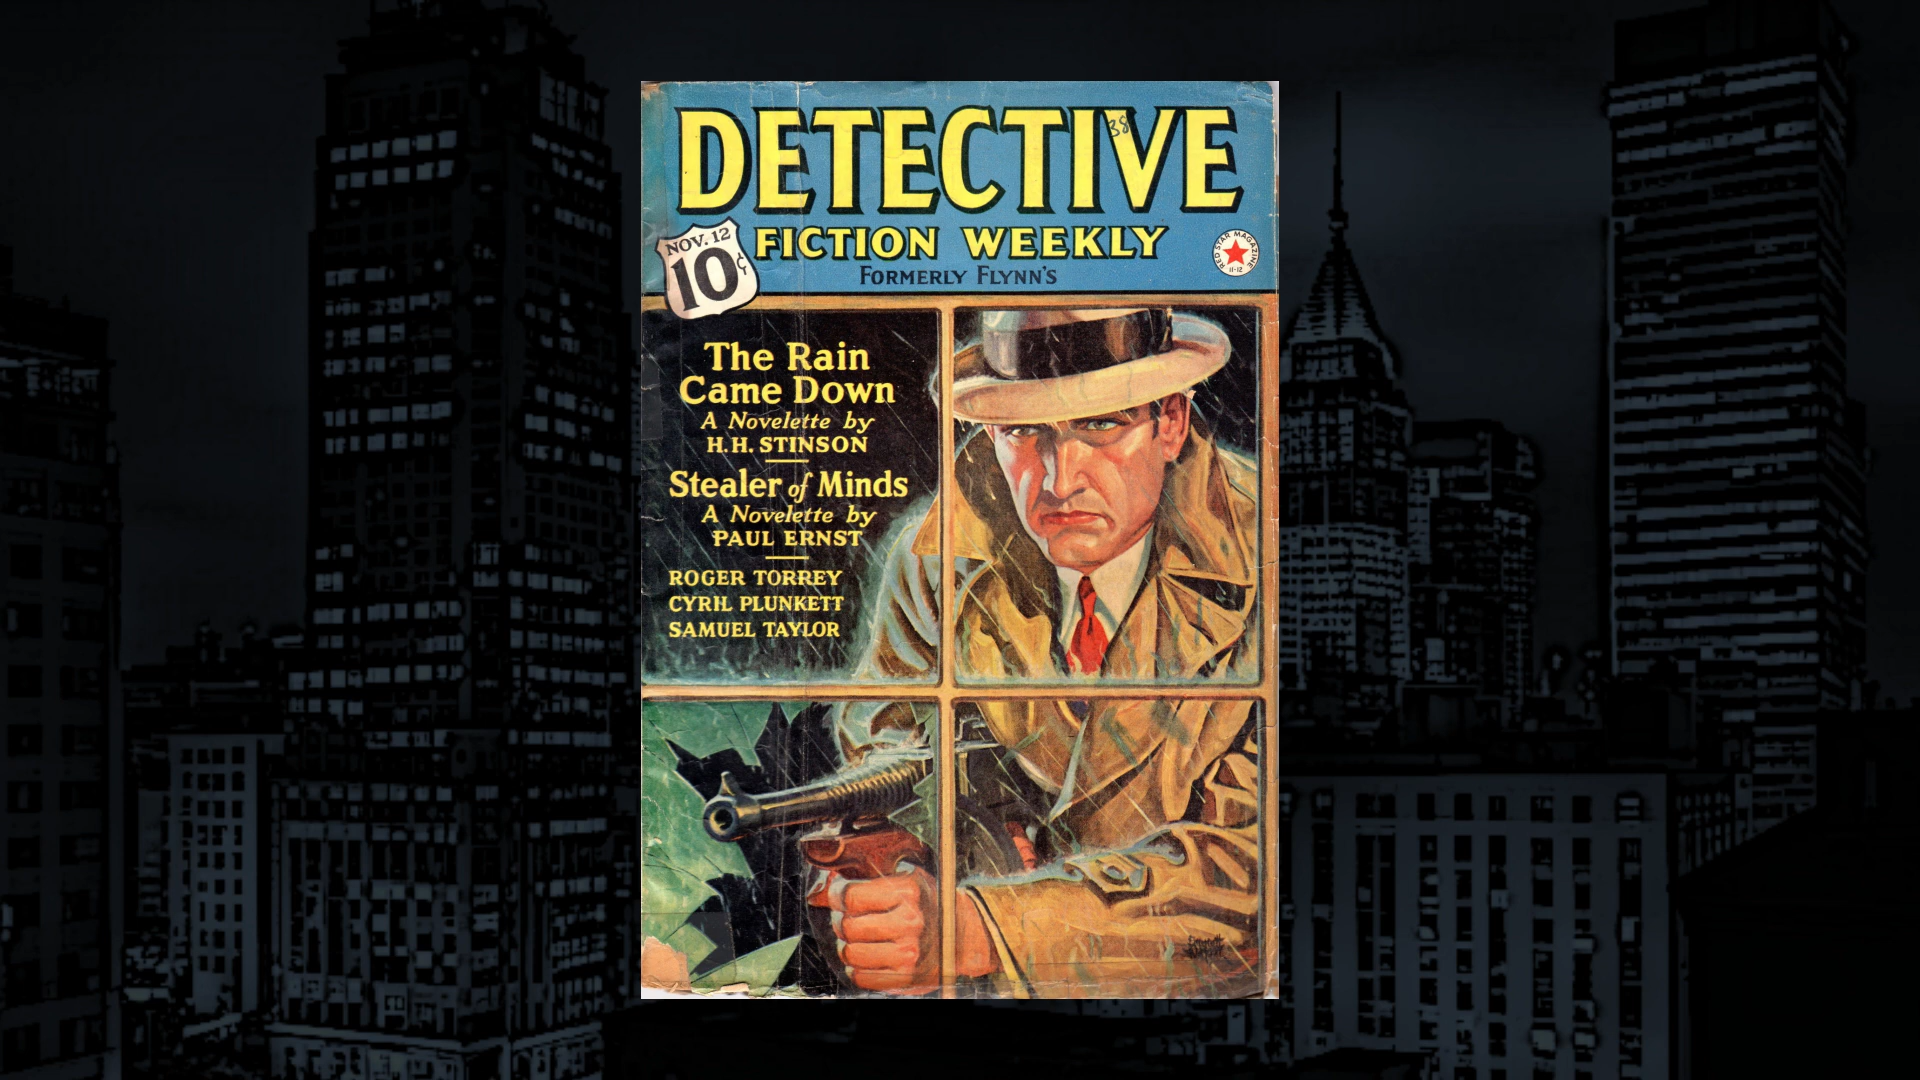 DETECTIVE
38
FICTION WEEKLY
FORMERLY FLYNN'S
NOV. 12
10¢
RED STAR MAGAZINE
11-12
The Rain
Came Down
A Novelette by
H.H. STINSON
Stealer of Minds
A Novelette by
PAUL ERNST
ROGER TORREY
CYRIL PLUNKETT
SAMUEL TAYLOR